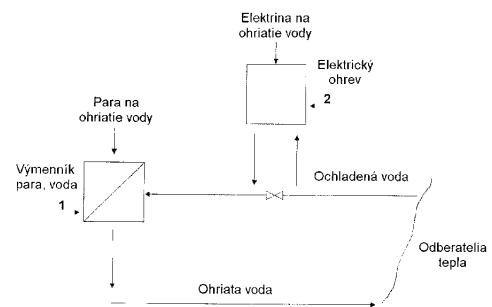 Elektrina na
ohriatie vody
Elektrický
ohrev
2
Para na
ohriatie vody
Výmenník
para, voda
1
Ochladená voda
Odberatelia
tepla
Ohriata voda